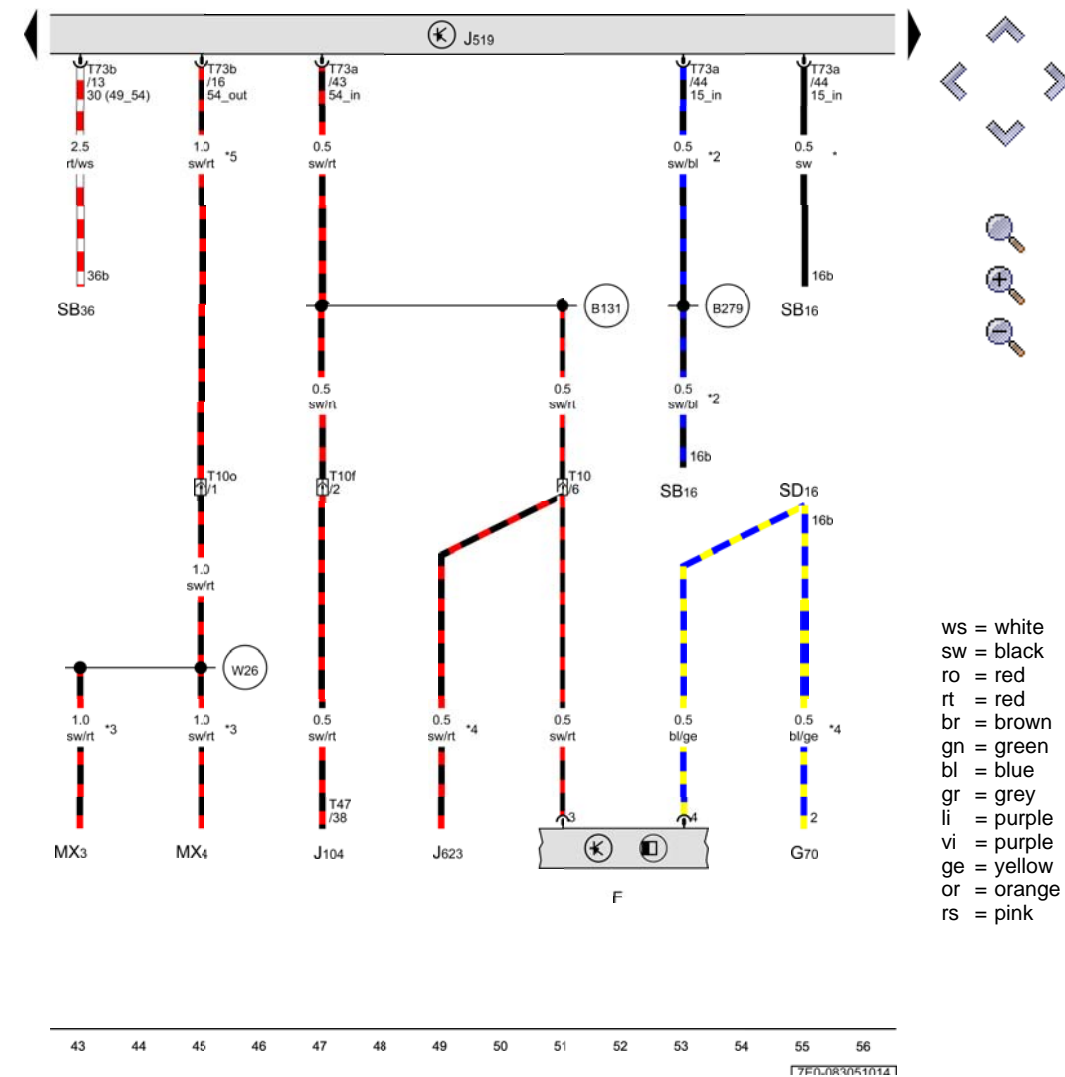 J519
T73b T73b T73a T73a T73a
/13 /16 /43 /44 /44
30 (49_54) 54_out 54_in 15_in 15_in
2.5 1.0 0.5 0.5 0.5
rt/ws sw/rt *5 sw/rt sw/bl *2 sw *
36b 16b
SB36 B131 B279 SB16
0.5 0.5 0.5
sw/rt sw/rt sw/bl *2
16b
T10o T10f T10
/1 /2 /6
SB16 SD16
16b
1.0
sw/rt
W26
1.0 1.0 0.5 0.5 0.5 0.5 0.5
sw/rt *3 sw/rt *3 sw/rt sw/rt *4 sw/rt bl/ge bl/ge *4
T47
/38 3 4 2
MX3 MX4 J104 J623 G70
F
ws = white
sw = black
ro = red
rt = red
br = brown
gn = green
bl = blue
gr = grey
li = purple
vi = purple
ge = yellow
or = orange
rs = pink
43 44 45 46 47 48 49 50 51 52 53 54 55 56
7E0-083051014